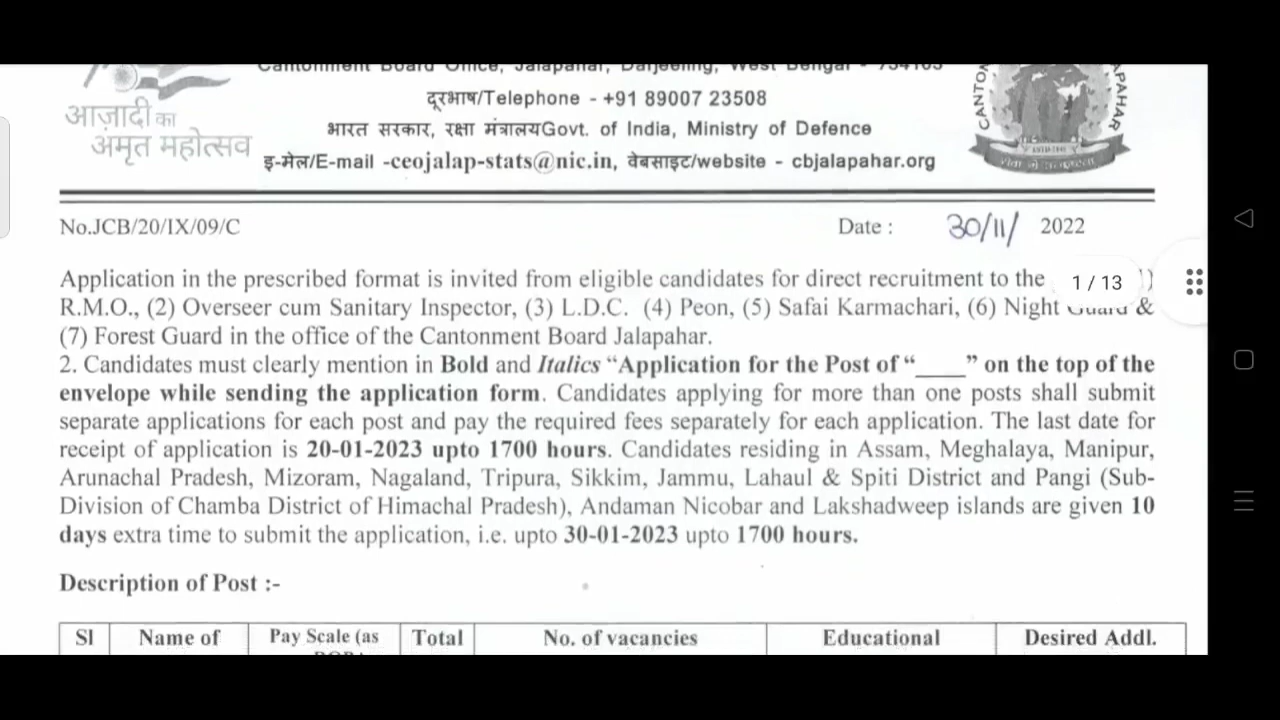 Cantonment Board Office, Jalapahar, Darjeeling, West Bengal - 734103
आज़ादी का
अमृत महोत्सव
दूरभाष/Telephone - +91 89007 23508
भारत सरकार, रक्षा मंत्रालयGovt. of India, Ministry of Defence
इ-मेल/E-mail -ceojalap-stats@nic.in, वेबसाइट/website - cbjalapahar.org
No.JCB/20/IX/09/C
Date : 30/11/ 2022
Application in the prescribed format is invited from eligible candidates for direct recruitment to the
1 / 13
R.M.O., (2) Overseer cum Sanitary Inspector, (3) L.D.C. (4) Peon, (5) Safai Karmachari, (6) Night Guard &
(7) Forest Guard in the office of the Cantonment Board Jalapahar.
2. Candidates must clearly mention in Bold and Italics “Application for the Post of “____” on the top of the
envelope while sending the application form. Candidates applying for more than one posts shall submit
separate applications for each post and pay the required fees separately for each application. The last date for
receipt of application is 20-01-2023 upto 1700 hours. Candidates residing in Assam, Meghalaya, Manipur,
Arunachal Pradesh, Mizoram, Nagaland, Tripura, Sikkim, Jammu, Lahaul & Spiti District and Pangi (Sub-
Division of Chamba District of Himachal Pradesh), Andaman Nicobar and Lakshadweep islands are given 10
days extra time to submit the application, i.e. upto 30-01-2023 upto 1700 hours.
Description of Post :-
Sl Name of Pay Scale (as Total No. of vacancies Educational Desired Addl.